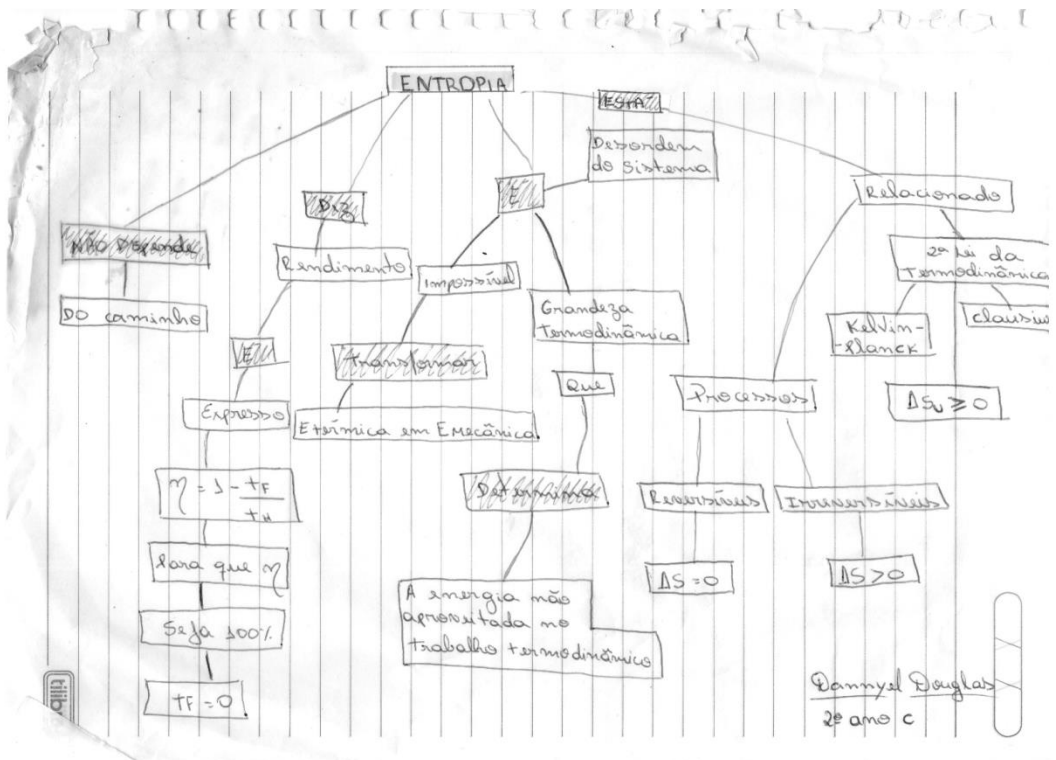 ENTROPIA
ESTÁ
Desordem
do Sistema
Relacionado
É
Diz
NÃO Depende
DO caminho
Rendimento
Impossível
2ª Lei da
Termodinâmica
Kelvin-
-Planck
Clausius
ΔSᵤ ≥ 0
Grandeza
termodinâmica
É
transformar
Que
Processos
Expresso
E térmica em E mecânica
η = 1 - tF
tH
Determina
Reversíveis
Irreversíveis
Para que η
Seja 100%
tF = 0
A energia não
aproveitada no
trabalho termodinâmico
ΔS = 0
ΔS > 0
Dannyel Douglas
2º ano C
tilibr